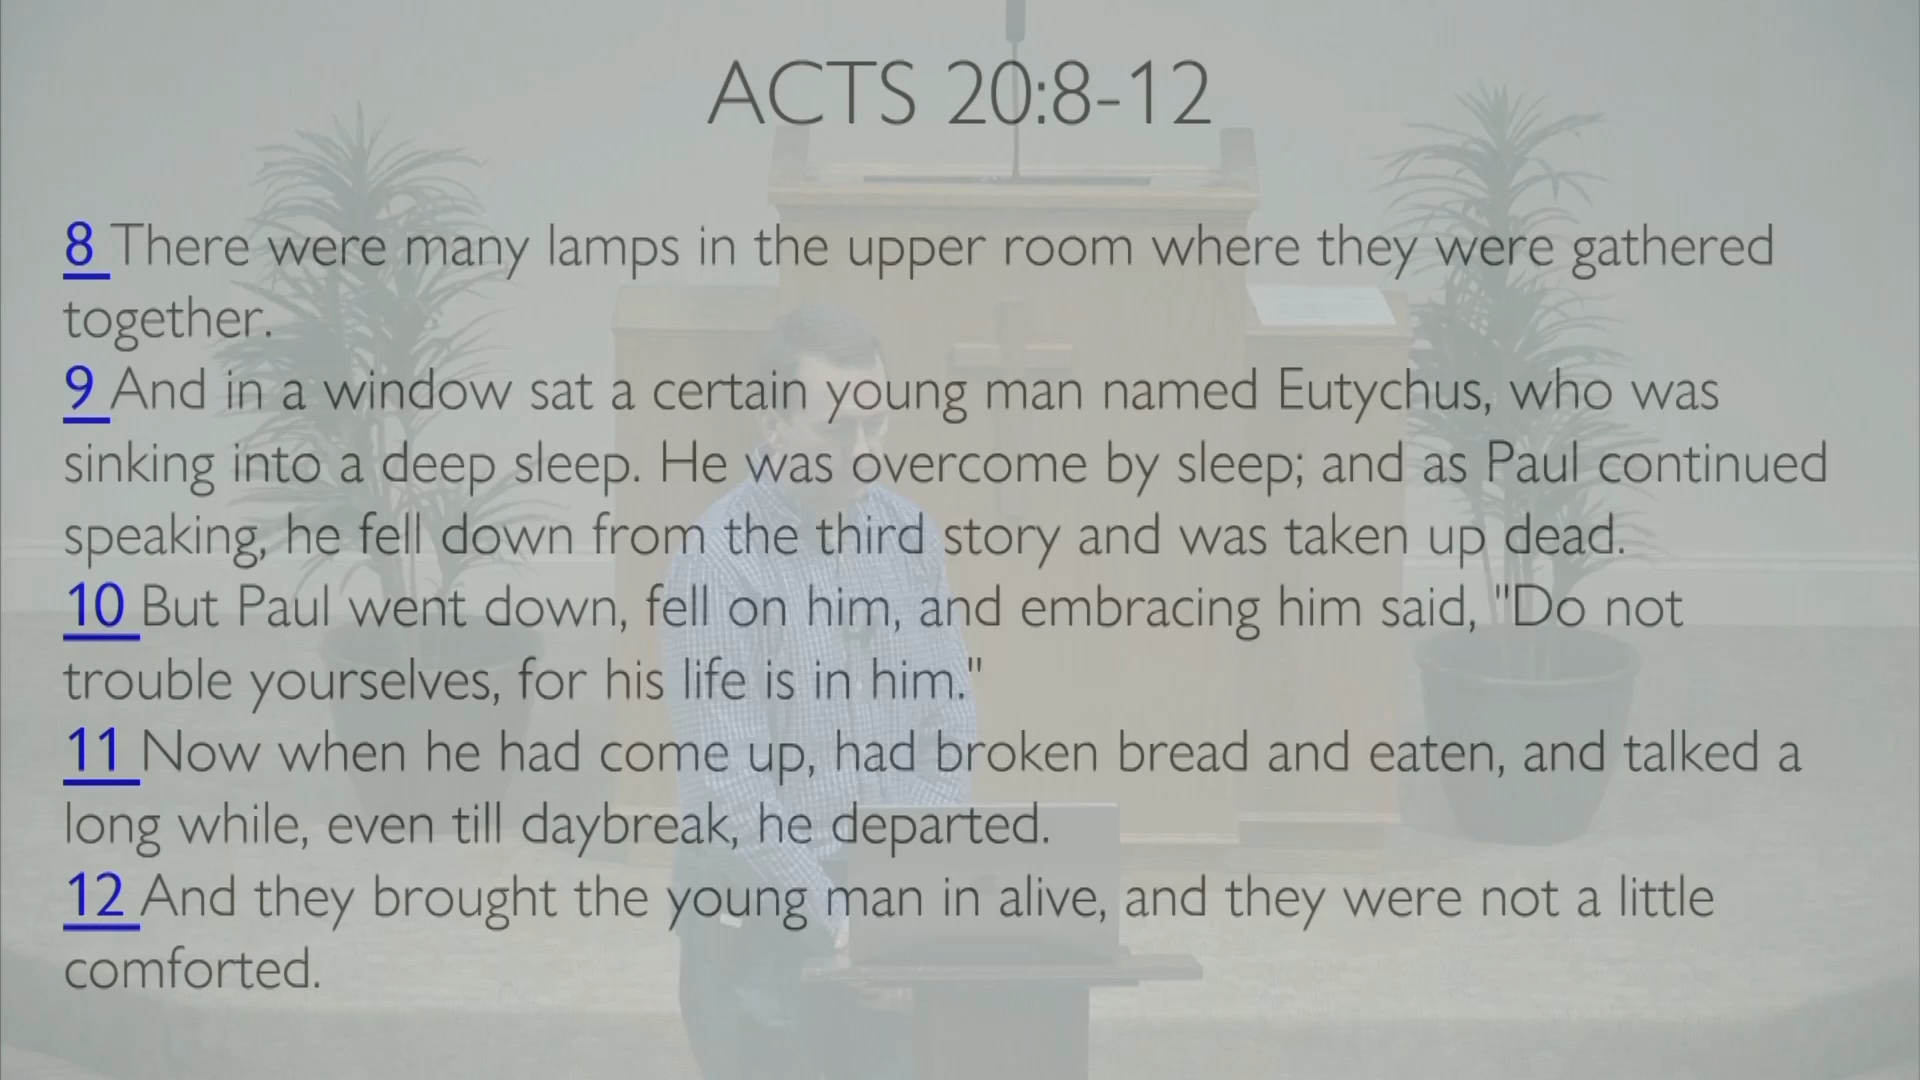 ACTS 20:8-12
8 There were many lamps in the upper room where they were gathered
together.
9 And in a window sat a certain young man named Eutychus, who was
sinking into a deep sleep. He was overcome by sleep; and as Paul continued
speaking, he fell down from the third story and was taken up dead.
10 But Paul went down, fell on him, and embracing him said, "Do not
trouble yourselves, for his life is in him."
11 Now when he had come up, had broken bread and eaten, and talked a
long while, even till daybreak, he departed.
12 And they brought the young man in alive, and they were not a little
comforted.